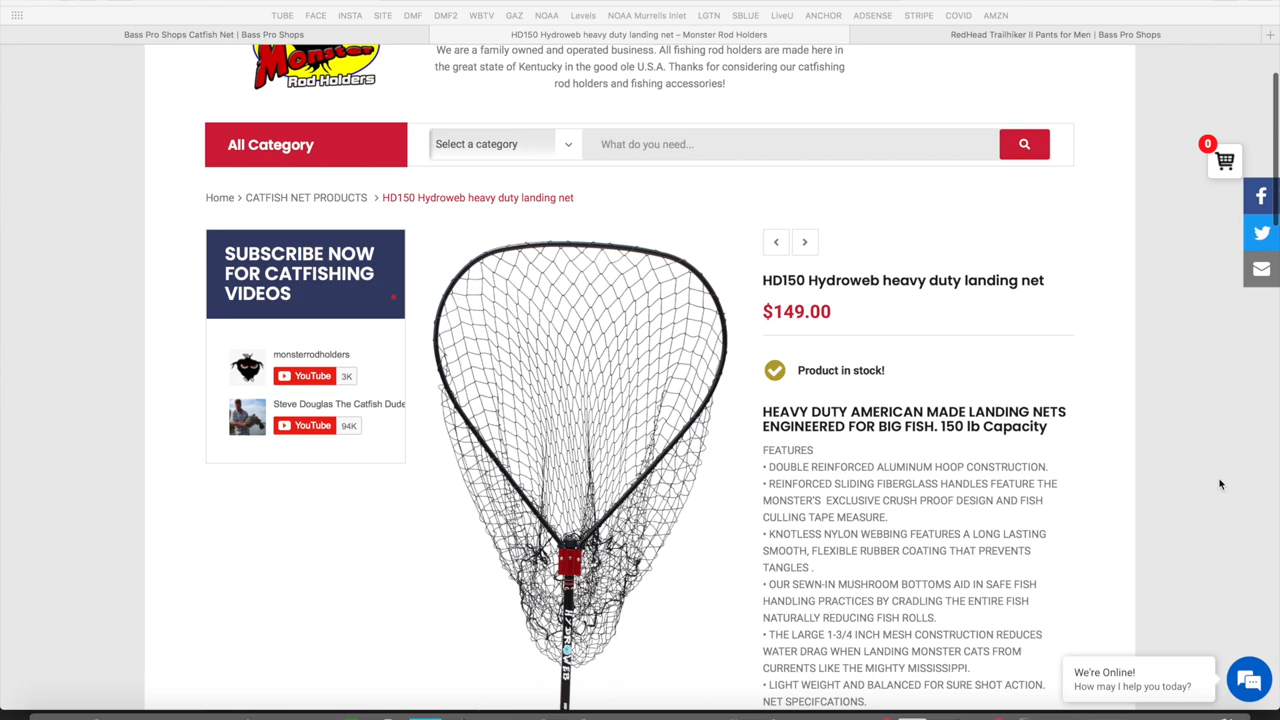 TUBE FACE INSTA SITE DMF DMF2 WBTV GAZ NOAA Levels NOAA Murrells Inlet LGTN SBLUE LiveU ANCHOR ADSENSE STRIPE COVID AMZN
Bass Pro Shops Catfish Net | Bass Pro Shops
HD150 Hydroweb heavy duty landing net – Monster Rod Holders
RedHead Trailhiker II Pants for Men | Bass Pro Shops
Monster
Rod-Holders
We are a family owned and operated business. All fishing rod holders are made here in
the great state of Kentucky in the good ole U.S.A. Thanks for considering our catfishing
rod holders and fishing accessories!
All Category
Select a category
What do you need...
0
Home > CATFISH NET PRODUCTS > HD150 Hydroweb heavy duty landing net
SUBSCRIBE NOW
FOR CATFISHING
VIDEOS
monsterrodholders
YouTube 3K
Steve Douglas The Catfish Dude
YouTube 94K
HYDROWEB
HD150 Hydroweb heavy duty landing net
$149.00
Product in stock!
HEAVY DUTY AMERICAN MADE LANDING NETS
ENGINEERED FOR BIG FISH. 150 lb Capacity
FEATURES
• DOUBLE REINFORCED ALUMINUM HOOP CONSTRUCTION.
• REINFORCED SLIDING FIBERGLASS HANDLES FEATURE THE
MONSTER'S EXCLUSIVE CRUSH PROOF DESIGN AND FISH
CULLING TAPE MEASURE.
• KNOTLESS NYLON WEBBING FEATURES A LONG LASTING
SMOOTH, FLEXIBLE RUBBER COATING THAT PREVENTS
TANGLES .
• OUR SEWN-IN MUSHROOM BOTTOMS AID IN SAFE FISH
HANDLING PRACTICES BY CRADLING THE ENTIRE FISH
NATURALLY REDUCING FISH ROLLS.
• THE LARGE 1-3/4 INCH MESH CONSTRUCTION REDUCES
WATER DRAG WHEN LANDING MONSTER CATS FROM
CURRENTS LIKE THE MIGHTY MISSISSIPPI.
• LIGHT WEIGHT AND BALANCED FOR SURE SHOT ACTION.
NET SPECIFCATIONS.
We're Online!
How may I help you today?